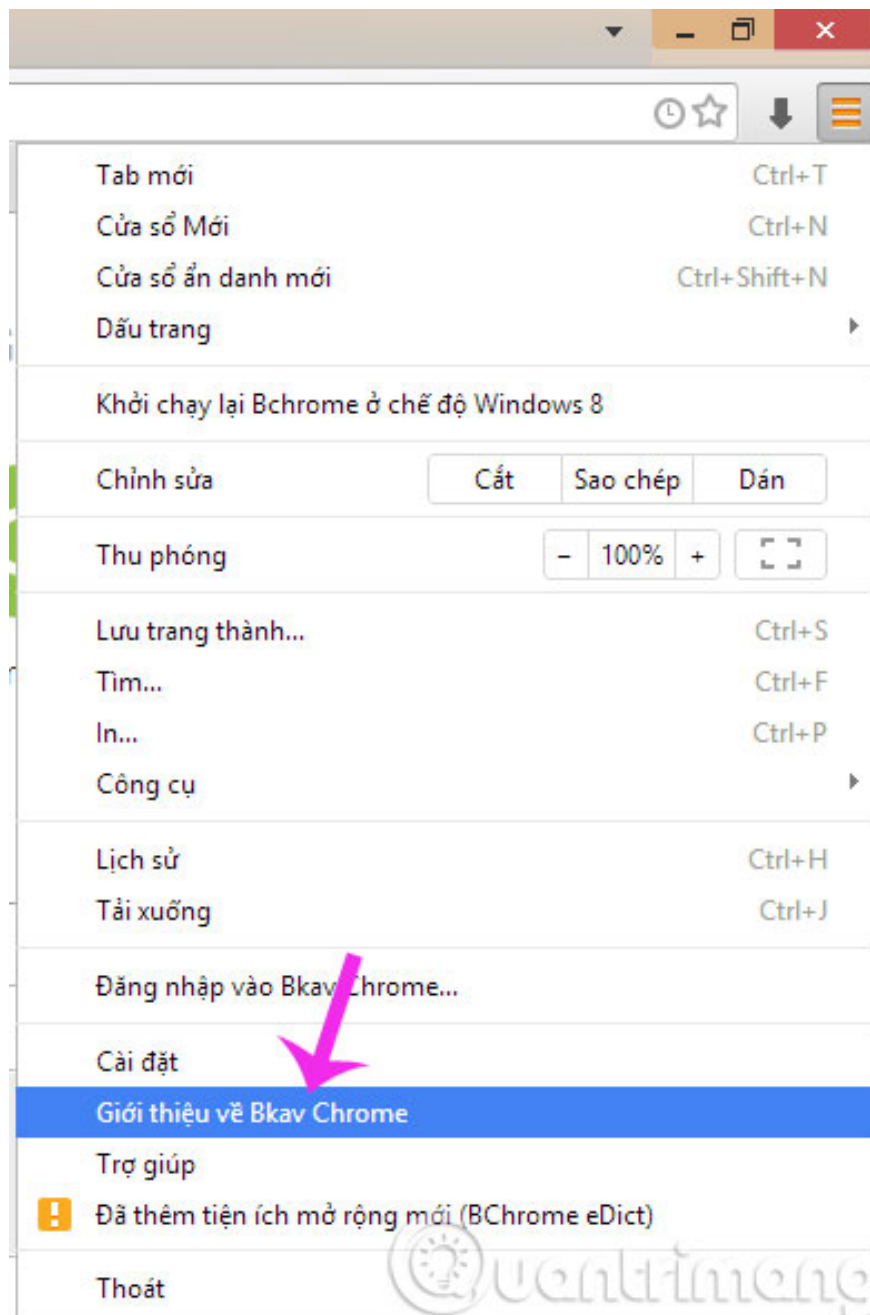 Tab mới Ctrl+T
Cửa sổ Mới Ctrl+N
Cửa sổ ẩn danh mới Ctrl+Shift+N
Dấu trang
Khởi chạy lại Bchrome ở chế độ Windows 8
Chỉnh sửa Cắt Sao chép Dán
Thu phóng − 100% +
Lưu trang thành... Ctrl+S
Tìm... Ctrl+F
In... Ctrl+P
Công cụ
Lịch sử Ctrl+H
Tải xuống Ctrl+J
Đăng nhập vào Bkav Chrome...
Cài đặt
Giới thiệu về Bkav Chrome
Trợ giúp
Đã thêm tiện ích mở rộng mới (BChrome eDict)
Thoát
Quantrimang